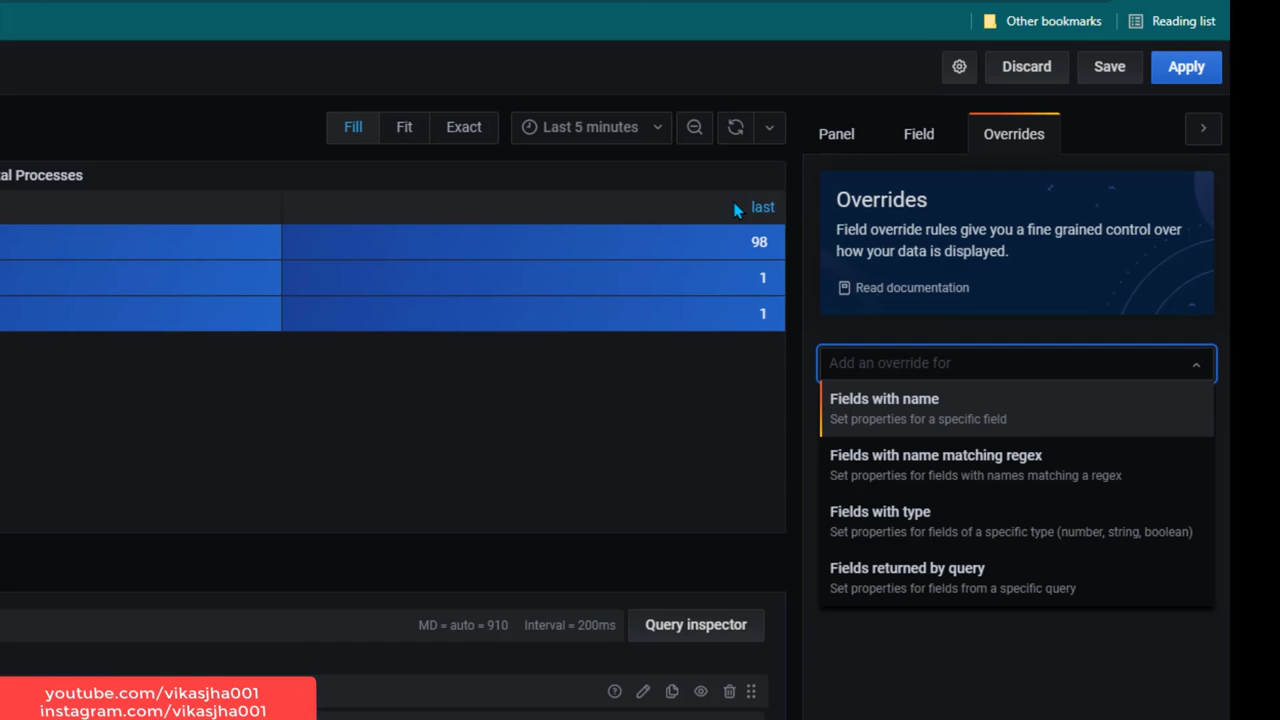 Other bookmarks
Reading list
Discard
Save
Apply
Fill
Fit
Exact
Last 5 minutes
Panel
Field
Overrides
al Processes
last
98
1
1
Overrides
Field override rules give you a fine grained control over
how your data is displayed.
Read documentation
Add an override for
Fields with name
Set properties for a specific field
Fields with name matching regex
Set properties for fields with names matching a regex
Fields with type
Set properties for fields of a specific type (number, string, boolean)
Fields returned by query
Set properties for fields from a specific query
MD = auto = 910
Interval = 200ms
Query inspector
youtube.com/vikasjha001
instagram.com/vikasjha001